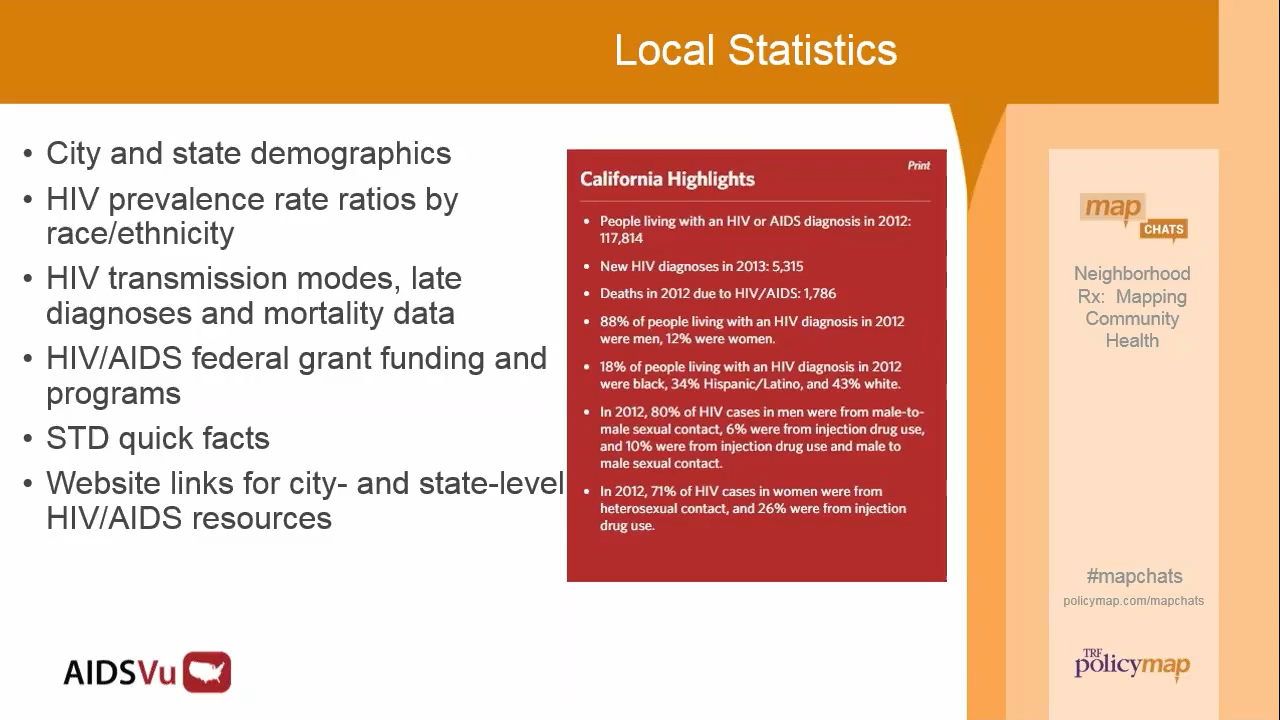 Local Statistics
• City and state demographics
• HIV prevalence rate ratios by
race/ethnicity
• HIV transmission modes, late
diagnoses and mortality data
• HIV/AIDS federal grant funding and
programs
• STD quick facts
• Website links for city- and state-level
HIV/AIDS resources
Print
California Highlights
• People living with an HIV or AIDS diagnosis in 2012:
117,814
• New HIV diagnoses in 2013: 5,315
• Deaths in 2012 due to HIV/AIDS: 1,786
• 88% of people living with an HIV diagnosis in 2012
were men, 12% were women.
• 18% of people living with an HIV diagnosis in 2012
were black, 34% Hispanic/Latino, and 43% white.
• In 2012, 80% of HIV cases in men were from male-to-
male sexual contact, 6% were from injection drug use,
and 10% were from injection drug use and male to
male sexual contact.
• In 2012, 71% of HIV cases in women were from
heterosexual contact, and 26% were from injection
drug use.
map
CHATS
Neighborhood
Rx: Mapping
Community
Health
#mapchats
policymap.com/mapchats
TRF
policymap
AIDSVu